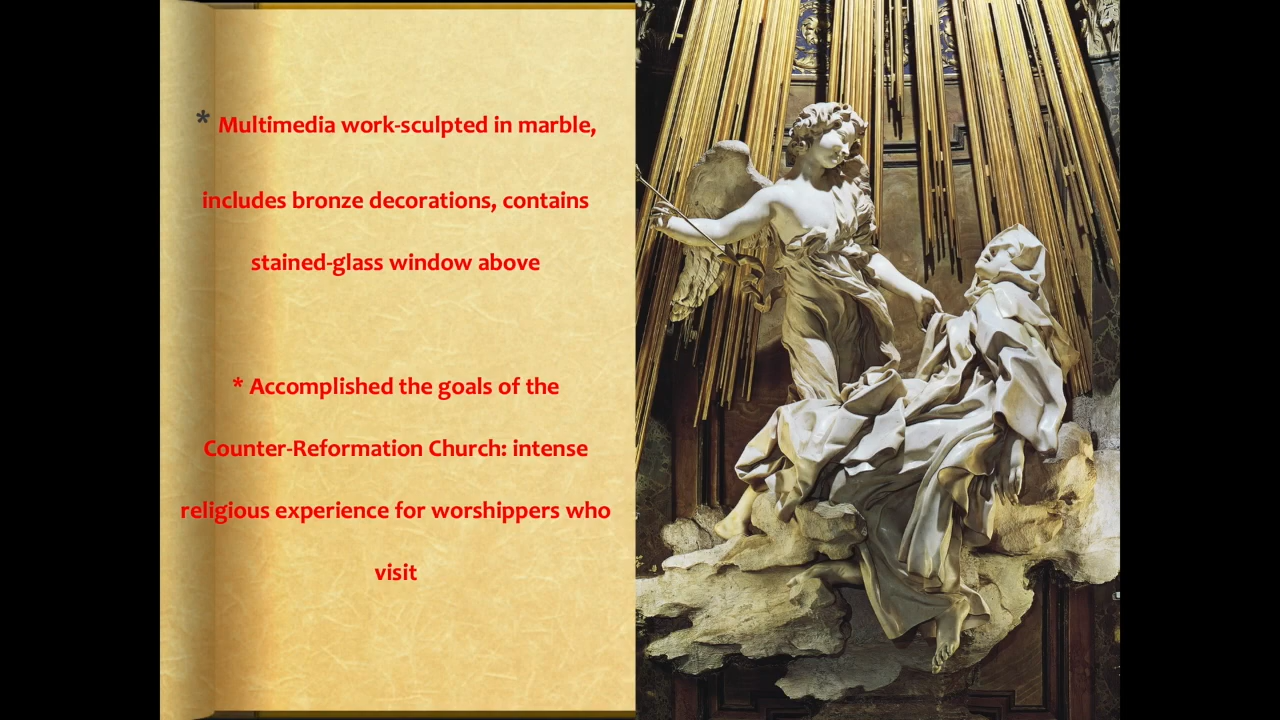 * Multimedia work-sculpted in marble,
includes bronze decorations, contains
stained-glass window above
* Accomplished the goals of the
Counter-Reformation Church: intense
religious experience for worshippers who
visit